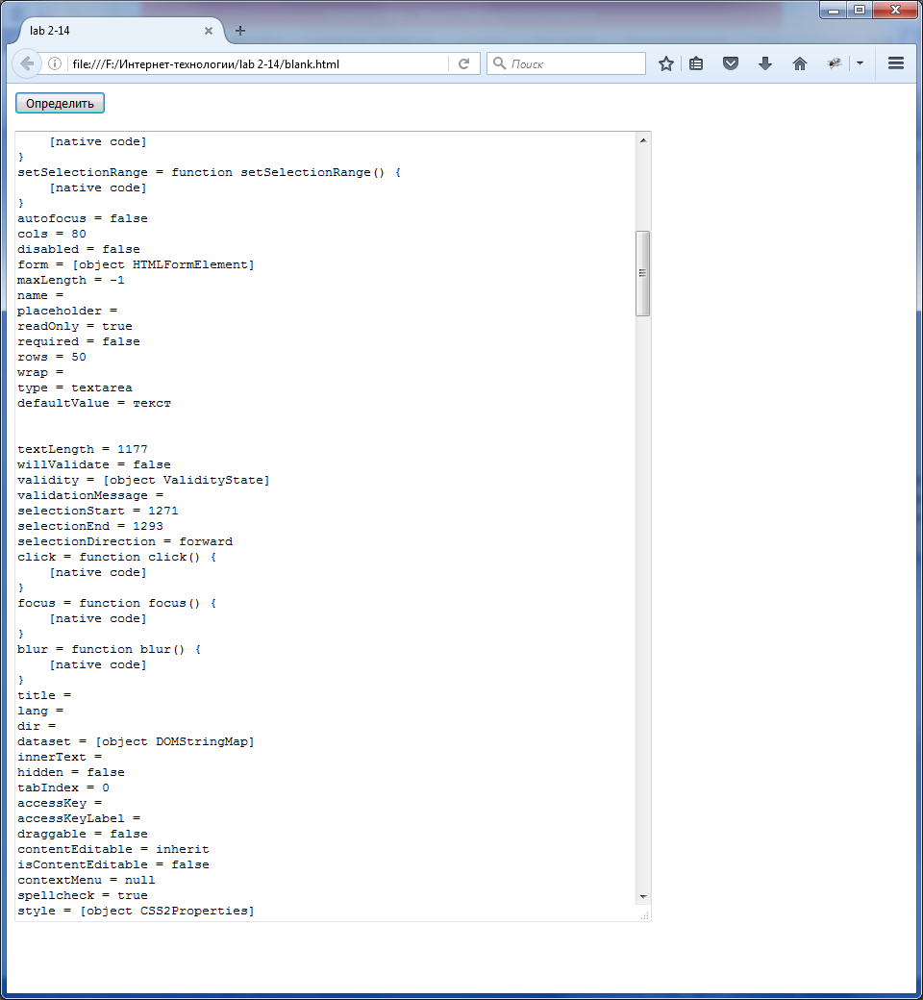 lab 2-14
file:///F:/Интернет-технологии/lab 2-14/blank.html
Поиск
Определить
    [native code]
}
setSelectionRange = function setSelectionRange() {
    [native code]
}
autofocus = false
cols = 80
disabled = false
form = [object HTMLFormElement]
maxLength = -1
name =
placeholder =
readOnly = true
required = false
rows = 50
wrap =
type = textarea
defaultValue = текст
textLength = 1177
willValidate = false
validity = [object ValidityState]
validationMessage =
selectionStart = 1271
selectionEnd = 1293
selectionDirection = forward
click = function click() {
    [native code]
}
focus = function focus() {
    [native code]
}
blur = function blur() {
    [native code]
}
title =
lang =
dir =
dataset = [object DOMStringMap]
innerText =
hidden = false
tabIndex = 0
accessKey =
accessKeyLabel =
draggable = false
contentEditable = inherit
isContentEditable = false
contextMenu = null
spellcheck = true
style = [object CSS2Properties]